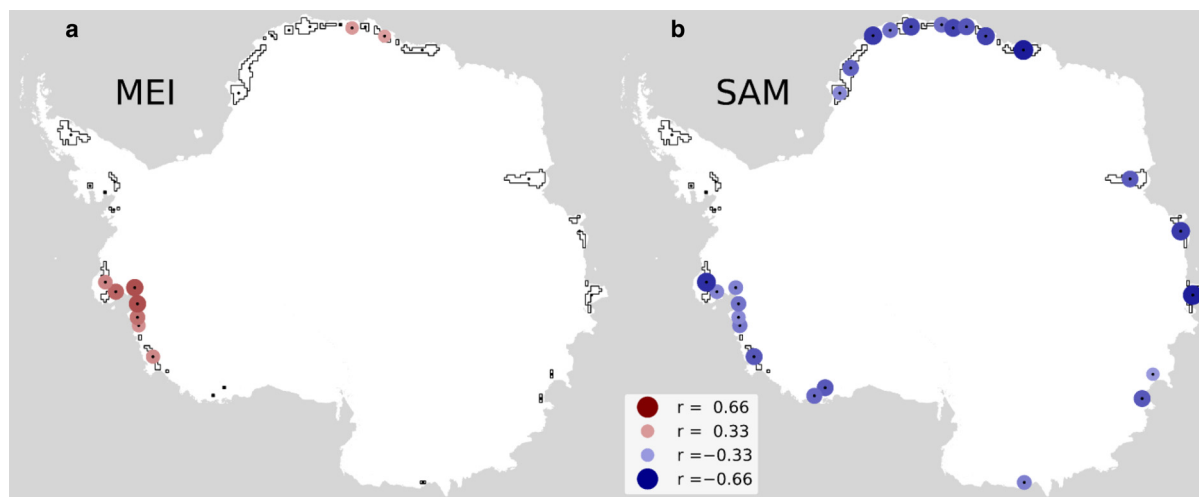 a
MEI
b
SAM
r = 0.66
r = 0.33
r =−0.33
r =−0.66